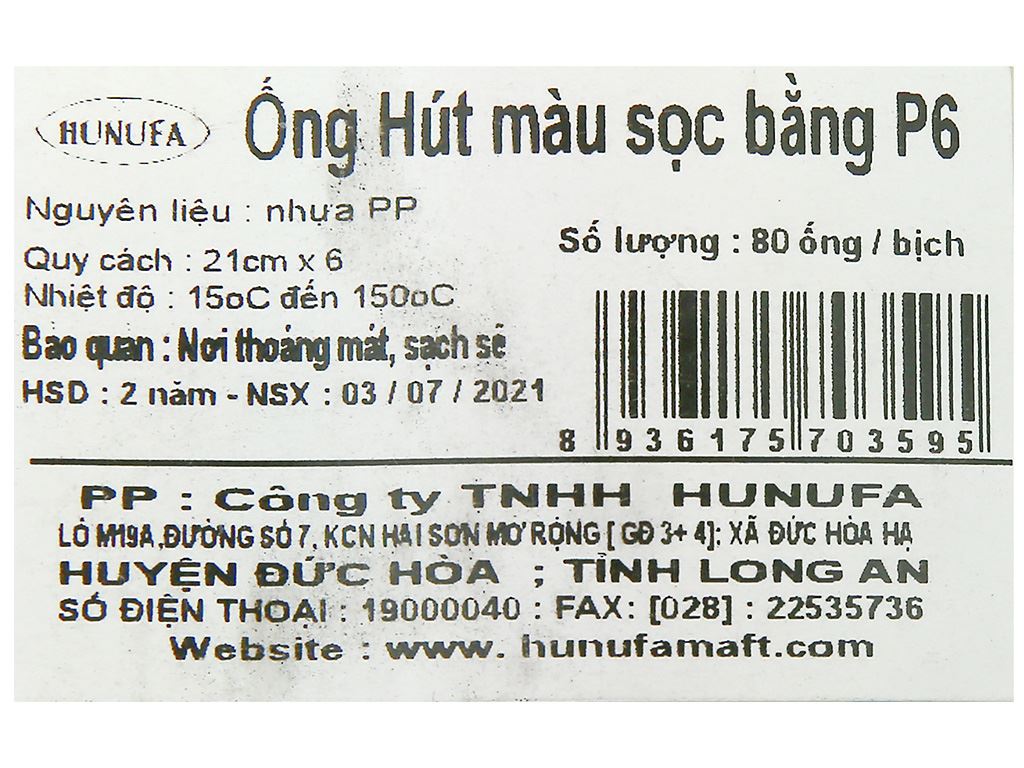 HUNUFA
Ống Hút màu sọc bằng P6
Nguyên liệu : nhựa PP
Quy cách : 21cm x 6
Số lượng : 80 ống / bịch
Nhiệt độ : 15oC đến 150oC
Bảo quản : Nơi thoáng mát, sạch sẽ
HSD : 2 năm - NSX : 03 / 07 / 2021
8 936175 703595
PP : Công ty TNHH HUNUFA
LÔ M19A,ĐƯỜNG SỐ 7, KCN HẢI SƠN MỞ RỘNG [ GĐ 3+ 4]; XÃ ĐỨC HÒA HẠ
HUYỆN ĐỨC HÒA ; TỈNH LONG AN
SỐ ĐIỆN THOẠI : 19000040 : FAX: [028] : 22535736
Website : www. hunufamaft.com